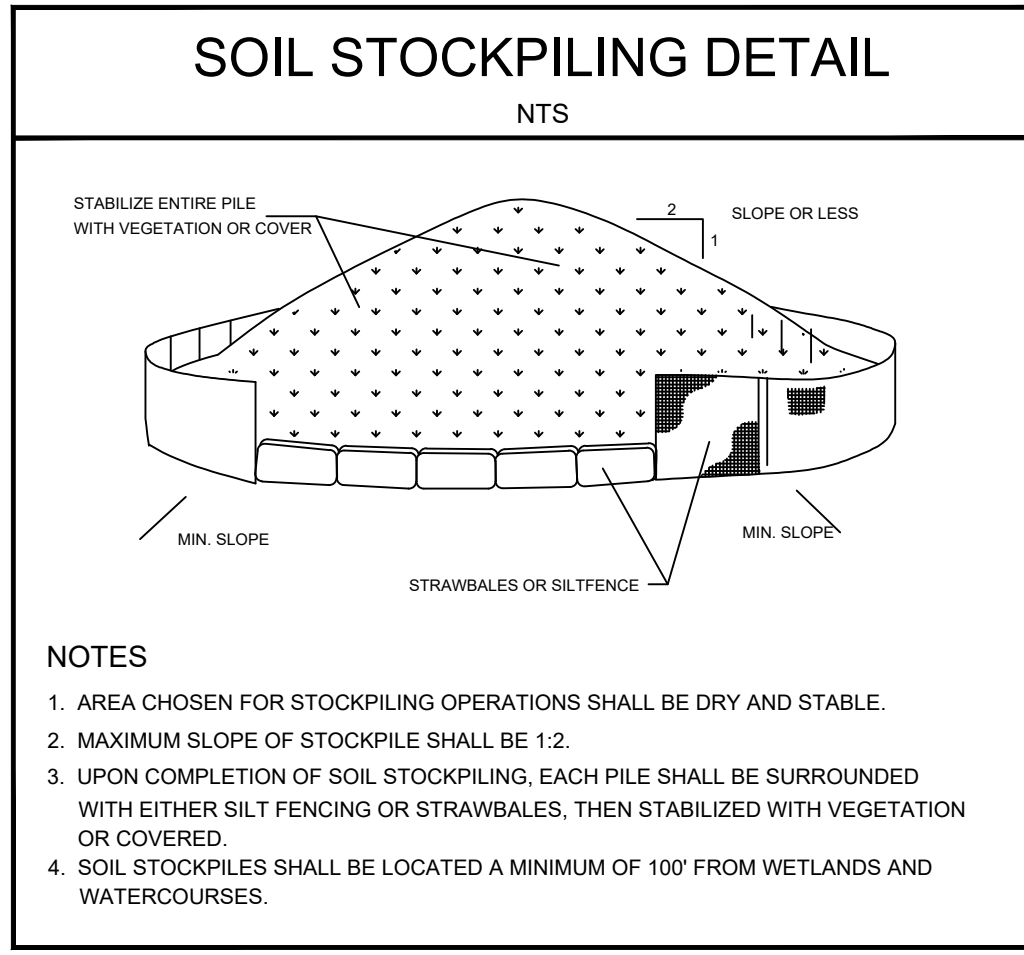 SOIL STOCKPILING DETAIL
NTS
STABILIZE ENTIRE PILE
WITH VEGETATION OR COVER
2
SLOPE OR LESS
1
MIN. SLOPE
MIN. SLOPE
STRAWBALES OR SILTFENCE
NOTES
1. AREA CHOSEN FOR STOCKPILING OPERATIONS SHALL BE DRY AND STABLE.
2. MAXIMUM SLOPE OF STOCKPILE SHALL BE 1:2.
3. UPON COMPLETION OF SOIL STOCKPILING, EACH PILE SHALL BE SURROUNDED
WITH EITHER SILT FENCING OR STRAWBALES, THEN STABILIZED WITH VEGETATION
OR COVERED.
4. SOIL STOCKPILES SHALL BE LOCATED A MINIMUM OF 100' FROM WETLANDS AND
WATERCOURSES.